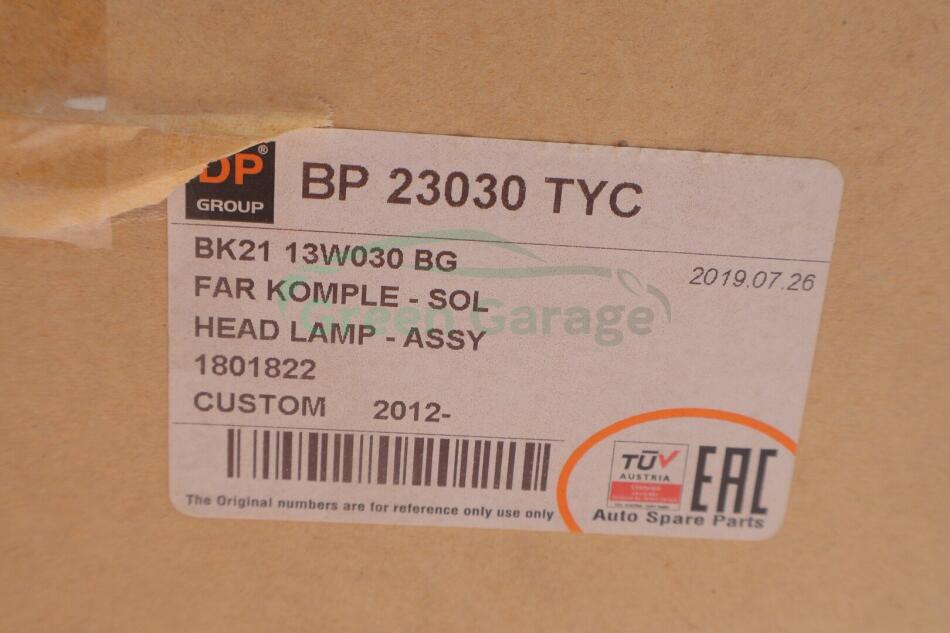 DP®
GROUP
BP 23030 TYC
BK21 13W030 BG
2019.07.26
FAR KOMPLE - SOL
Green Garage
HEAD LAMP - ASSY
1801822
CUSTOM 2012-
TÜV
AUSTRIA
EAC
The Original numbers are for reference only use only
Auto Spare Parts